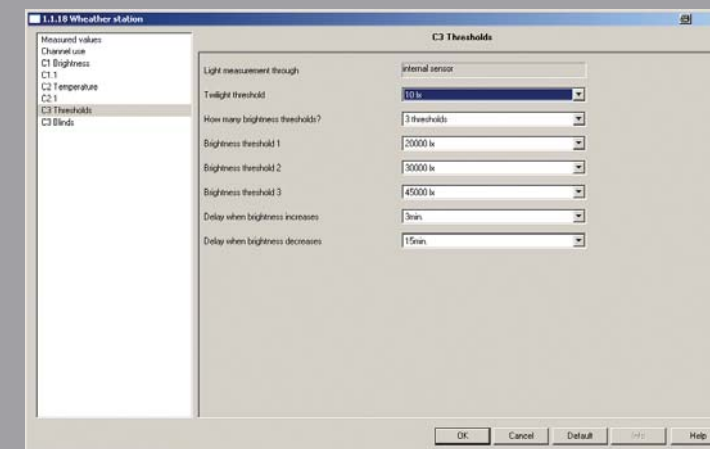 1.1.18 Wheather station
Measured values
Channel use
C1 Brightness
C1.1
C2 Temperature
C2.1
C3 Thresholds
C3 Blinds
C3 Thresholds
Light measurement through internal sensor
Twilight threshold 10 lx
How many brightness thresholds? 3 thresholds
Brightness threshold 1 20000 lx
Brightness threshold 2 30000 lx
Brightness threshold 3 45000 lx
Delay when brightness increases 3min.
Delay when brightness decreases 15min.
OK Cancel Default Info Help